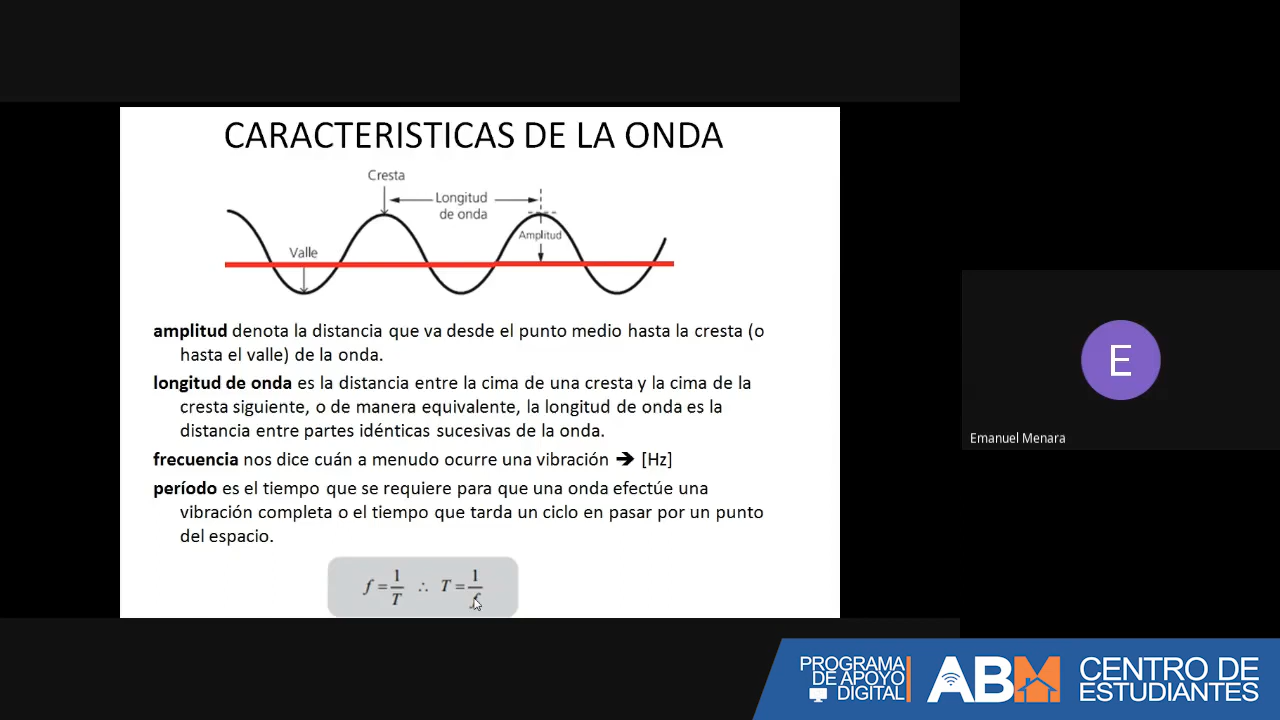 CARACTERISTICAS DE LA ONDA
Cresta
Longitud
de onda
Amplitud
Valle
amplitud denota la distancia que va desde el punto medio hasta la cresta (o
hasta el valle) de la onda.
longitud de onda es la distancia entre la cima de una cresta y la cima de la
cresta siguiente, o de manera equivalente, la longitud de onda es la
distancia entre partes idénticas sucesivas de la onda.
frecuencia nos dice cuán a menudo ocurre una vibración ➔ [Hz]
período es el tiempo que se requiere para que una onda efectúe una
vibración completa o el tiempo que tarda un ciclo en pasar por un punto
del espacio.
f = 1/T ∴ T = 1/f
E
Emanuel Menara
PROGRAMA
DE APOYO
DIGITAL
ABM
CENTRO DE
ESTUDIANTES